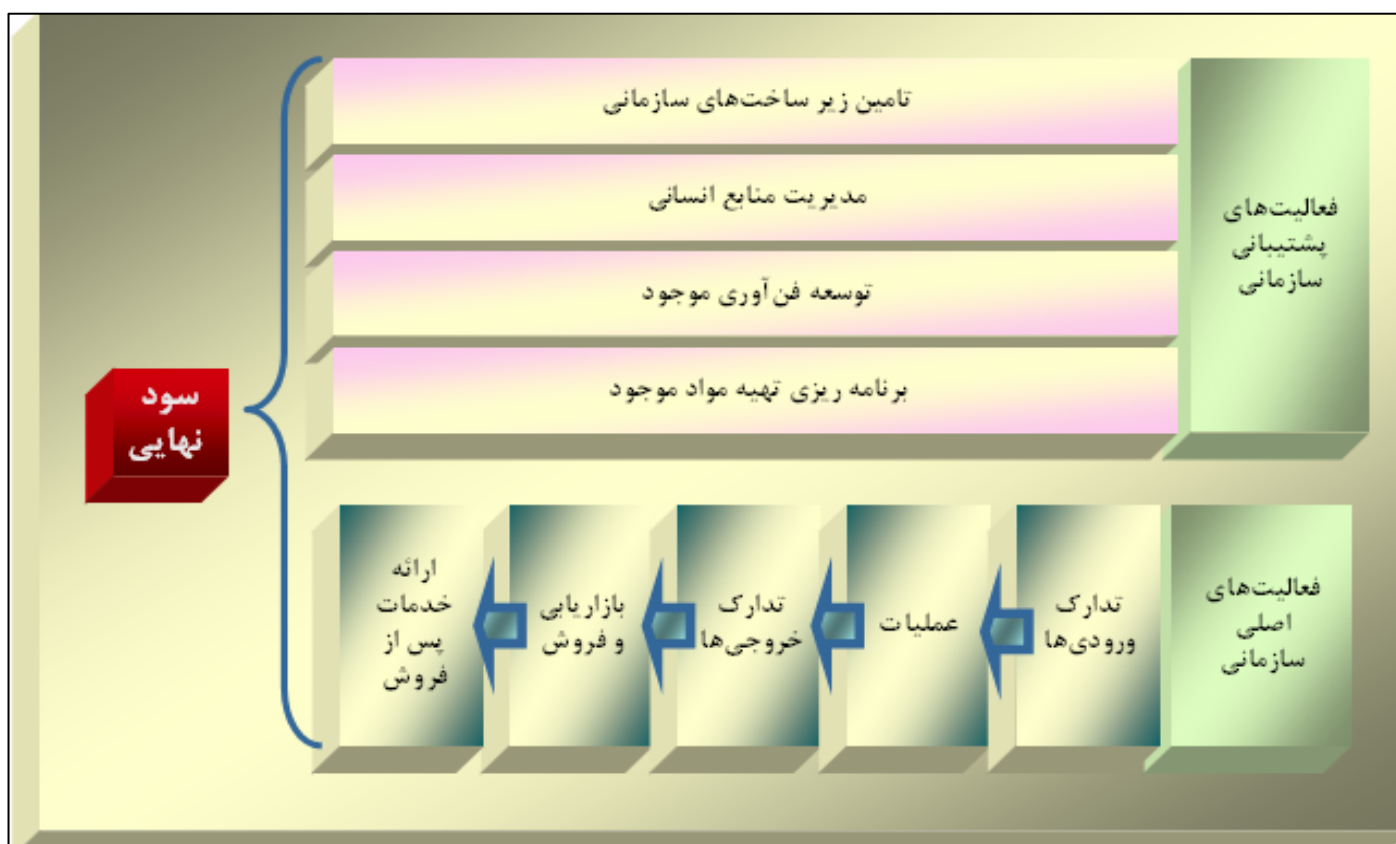 تامین زیر ساخت‌های سازمانی
مدیریت منابع انسانی
توسعه فن‌آوری موجود
برنامه ریزی تهیه مواد موجود
فعالیت‌های
پشتیبانی
سازمانی
سود
نهایی
فعالیت‌های
اصلی
سازمانی
تدارک
ورودی‌ها
عملیات
تدارک
خروجی‌ها
بازاریابی
و فروش
ارائه
خدمات
پس از
فروش